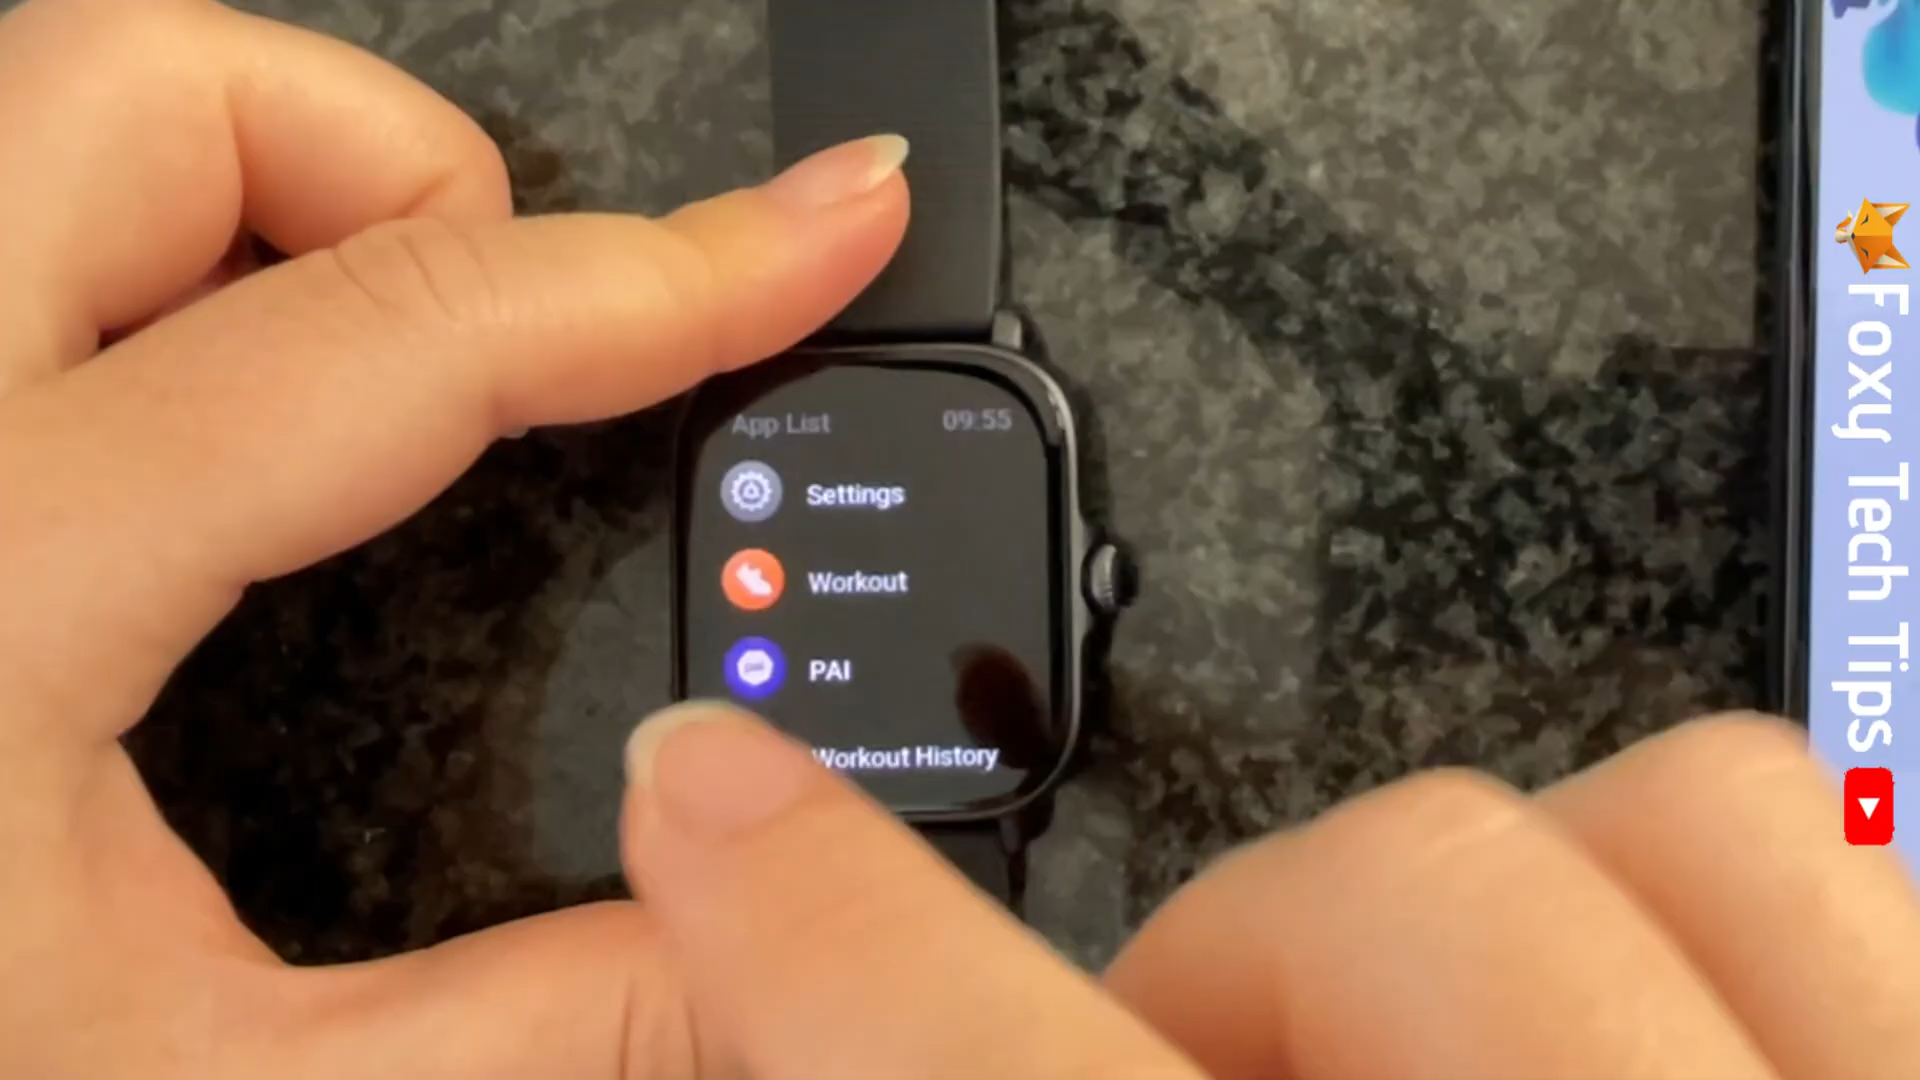 App List 09:55
Settings
Workout
PAI
Workout History
Foxy Tech Tips